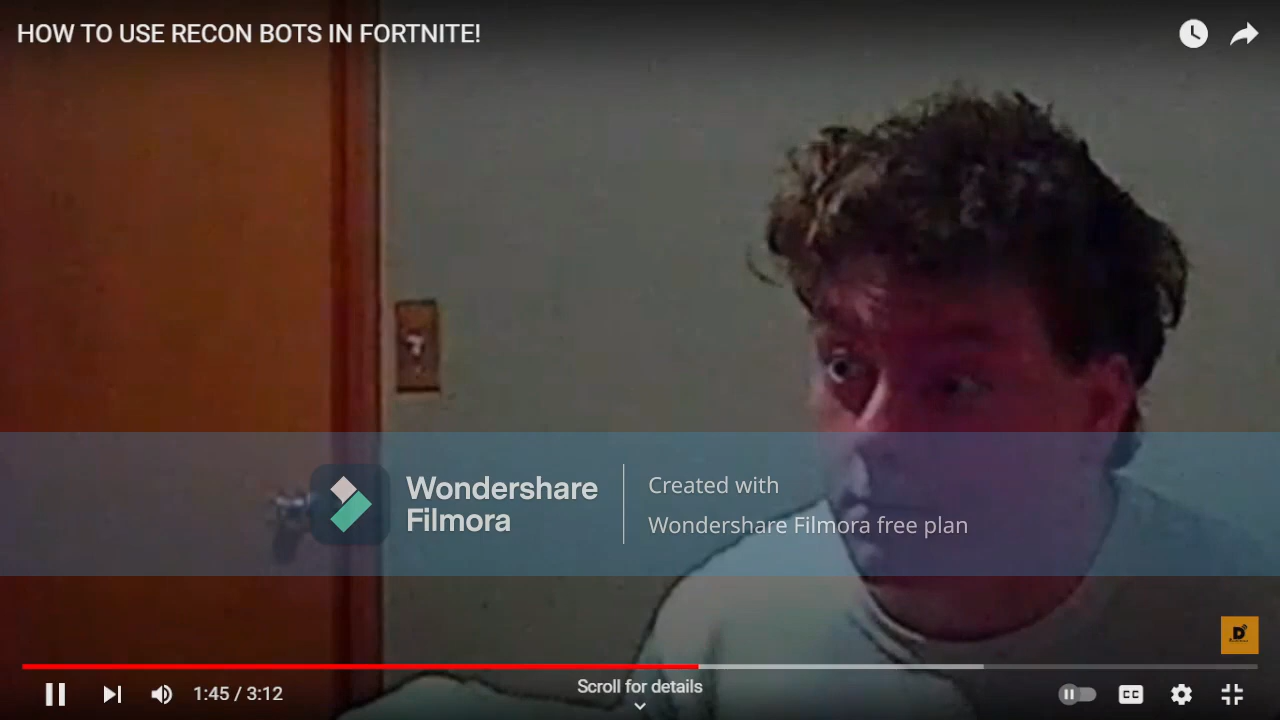 HOW TO USE RECON BOTS IN FORTNITE!
Wondershare
Filmora
Created with
Wondershare Filmora free plan
D
1:45 / 3:12
Scroll for details
CC